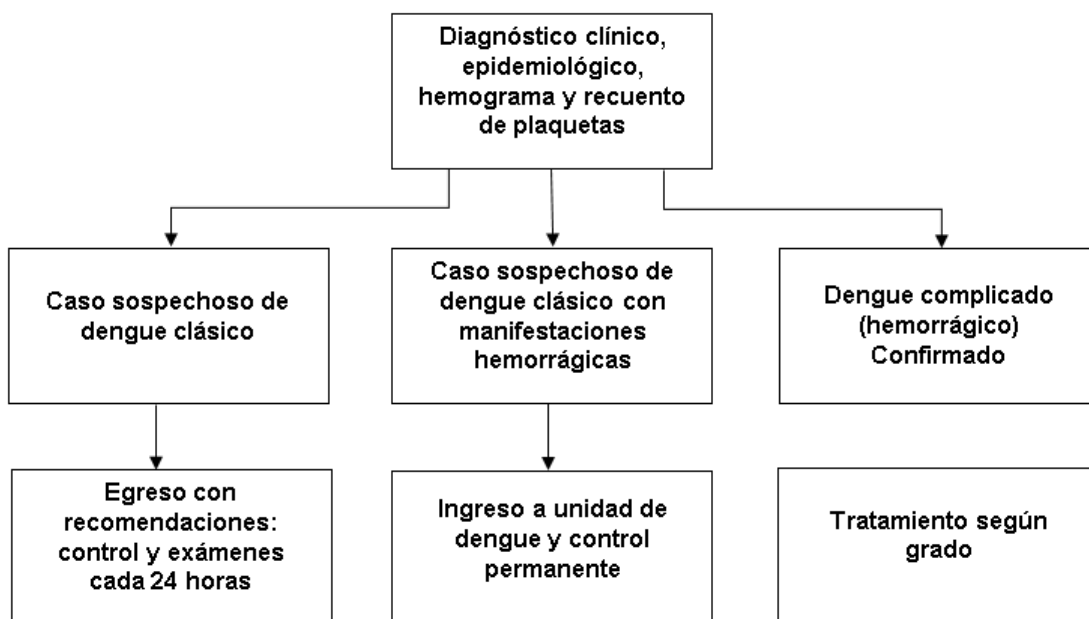 Diagnóstico clínico,
epidemiológico,
hemograma y recuento
de plaquetas
Caso sospechoso de
dengue clásico
Caso sospechoso de
dengue clásico con
manifestaciones
hemorrágicas
Dengue complicado
(hemorrágico)
Confirmado
Egreso con
recomendaciones:
control y exámenes
cada 24 horas
Ingreso a unidad de
dengue y control
permanente
Tratamiento según
grado